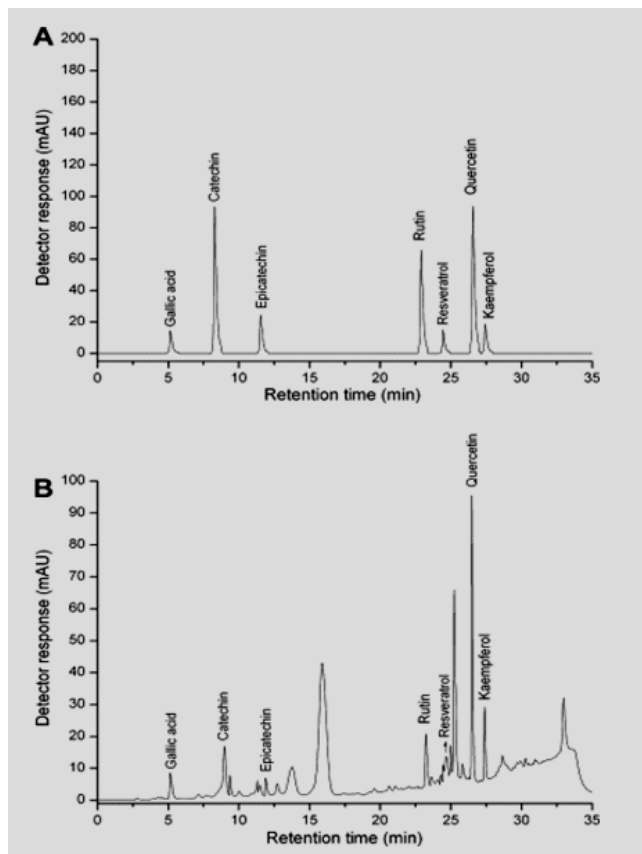 A
200
180
160
140
120
100
80
60
40
20
0
Detector response (mAU)
Gallic acid
Catechin
Epicatechin
Rutin
Resveratrol
Quercetin
Kaempferol
0 5 10 15 20 25 30 35
Retention time (min)
B
100
90
80
70
60
50
40
30
20
10
0
Detector response (mAU)
Gallic acid
Catechin
Epicatechin
Rutin
Resveratrol
Quercetin
Kaempferol
0 5 10 15 20 25 30 35
Retention time (min)